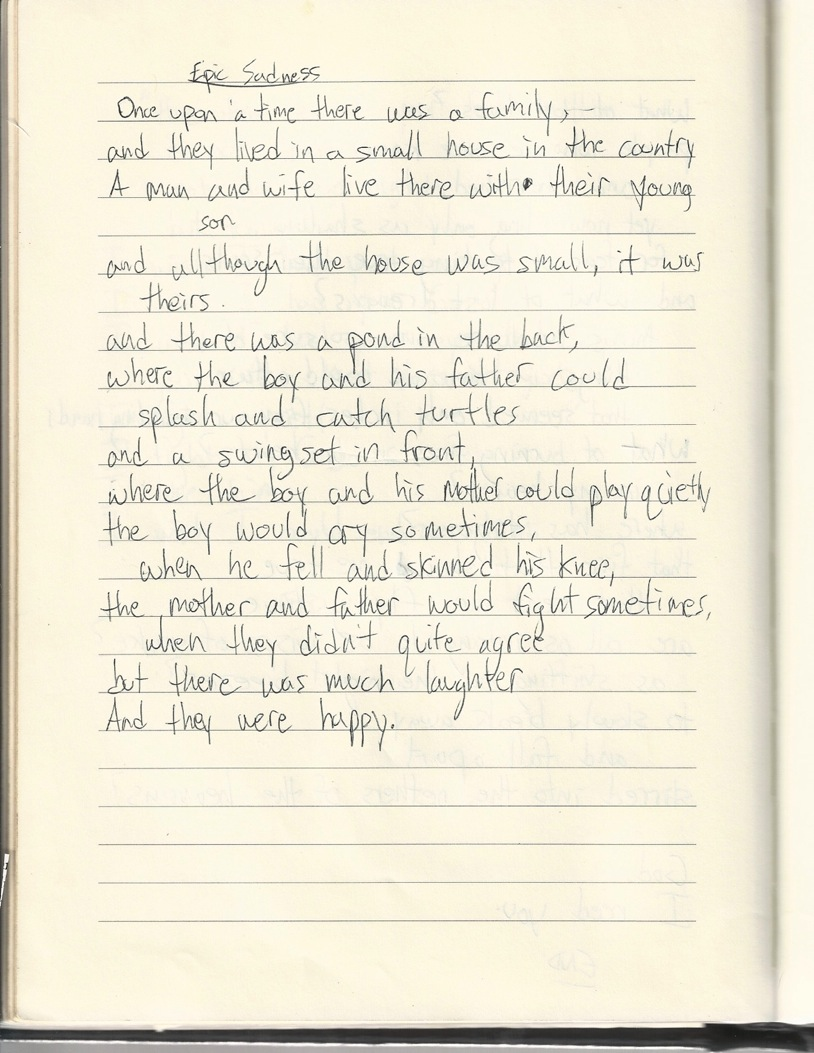 Epic Sadness
Once upon a time there was a family,
and they lived in a small house in the country
A man and wife live there with their young
son
and allthough the house was small, it was
theirs.
and there was a pond in the back,
where the boy and his father could
splash and catch turtles
and a swingset in front,
where the boy and his mother could play quietly
the boy would cry sometimes,
when he fell and skinned his knee,
the mother and father would fight sometimes,
when they didn't quite agree
but there was much laughter
And they were happy.